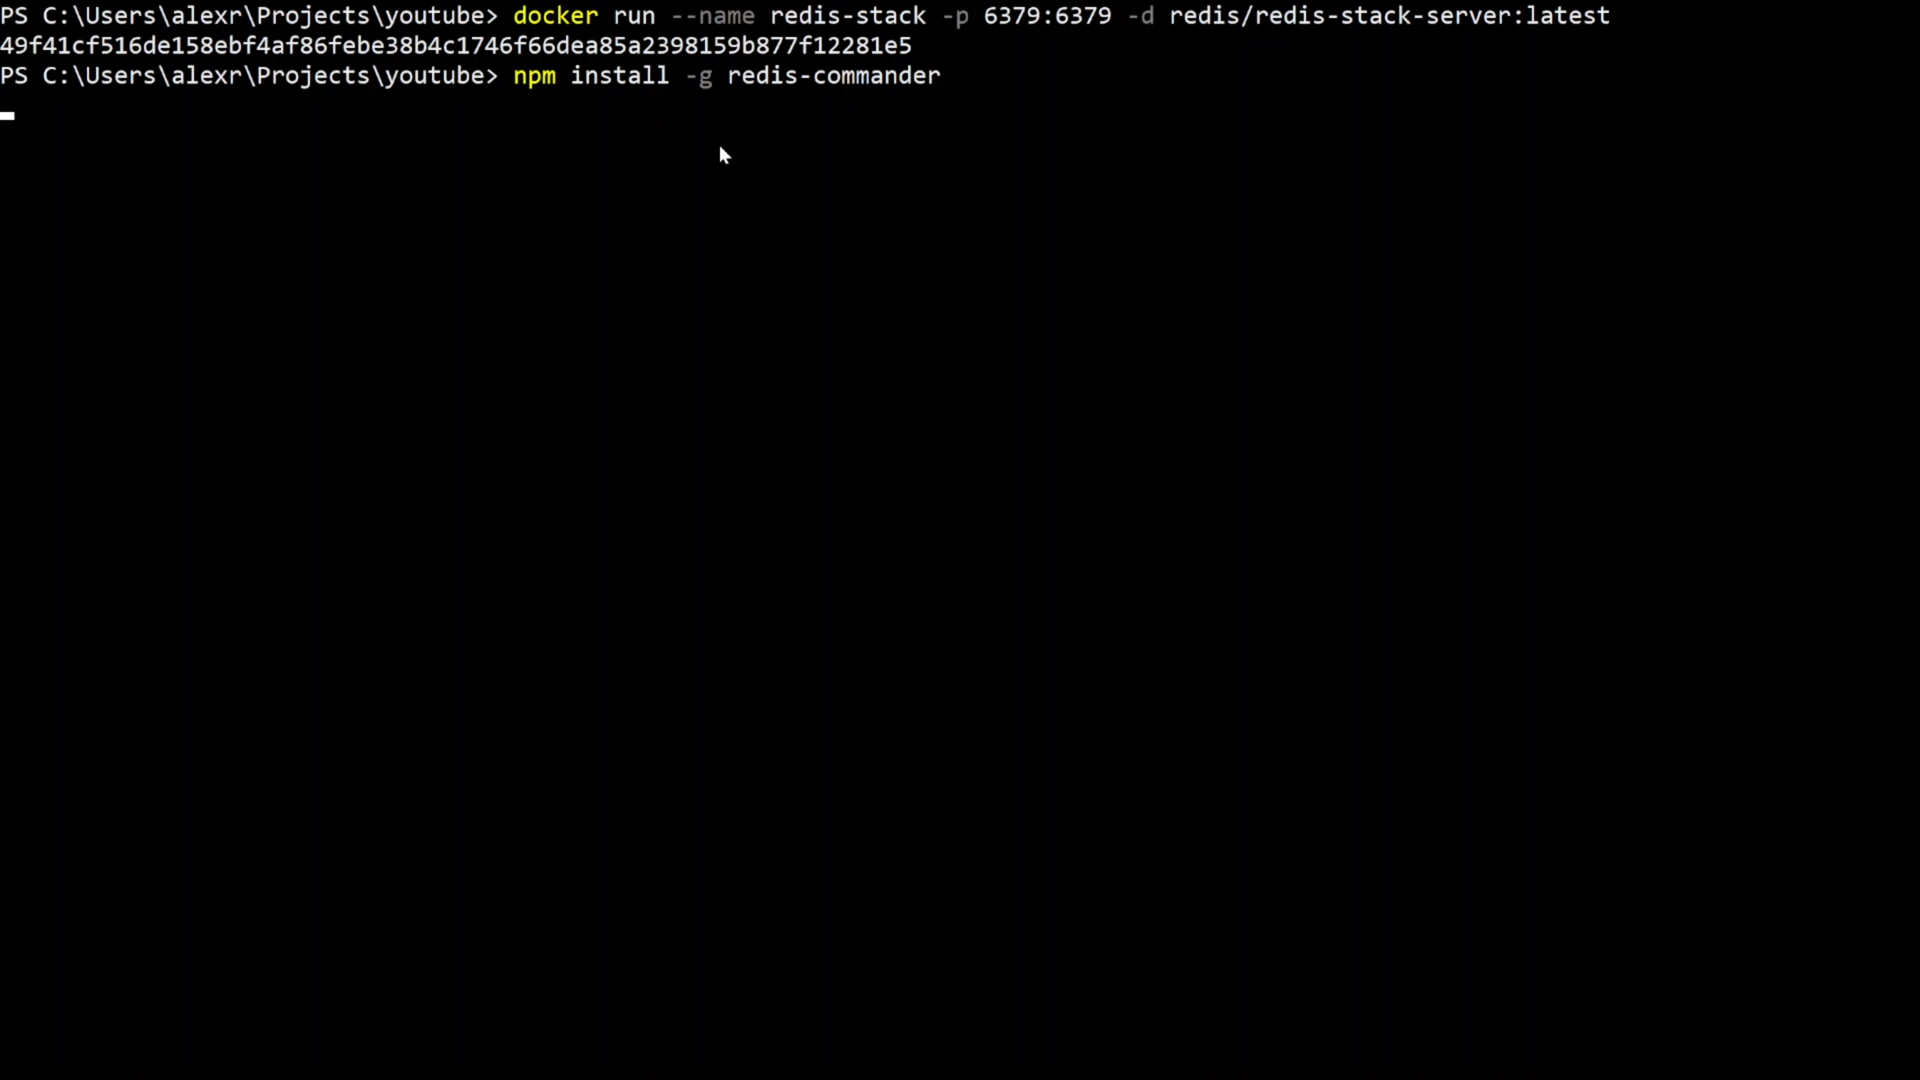 PS C:\Users\alexr\Projects\youtube> docker run --name redis-stack -p 6379:6379 -d redis/redis-stack-server:latest
49f41cf516de158ebf4af86febe38b4c1746f66dea85a2398159b877f12281e5
PS C:\Users\alexr\Projects\youtube> npm install -g redis-commander